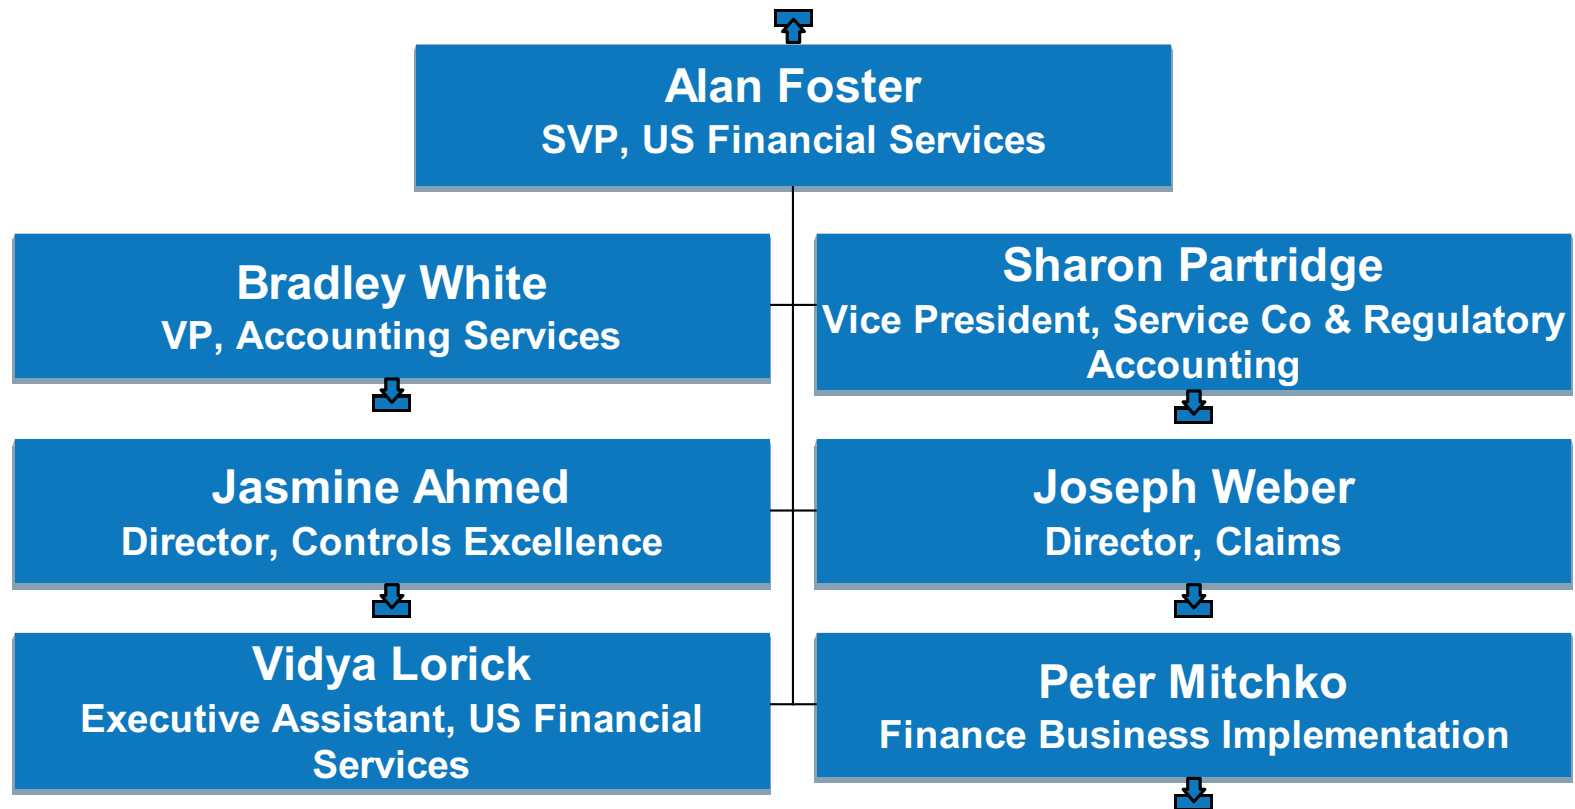 Alan Foster
SVP, US Financial Services
Bradley White
VP, Accounting Services
Sharon Partridge
Vice President, Service Co & Regulatory
Accounting
Jasmine Ahmed
Director, Controls Excellence
Joseph Weber
Director, Claims
Vidya Lorick
Executive Assistant, US Financial
Services
Peter Mitchko
Finance Business Implementation